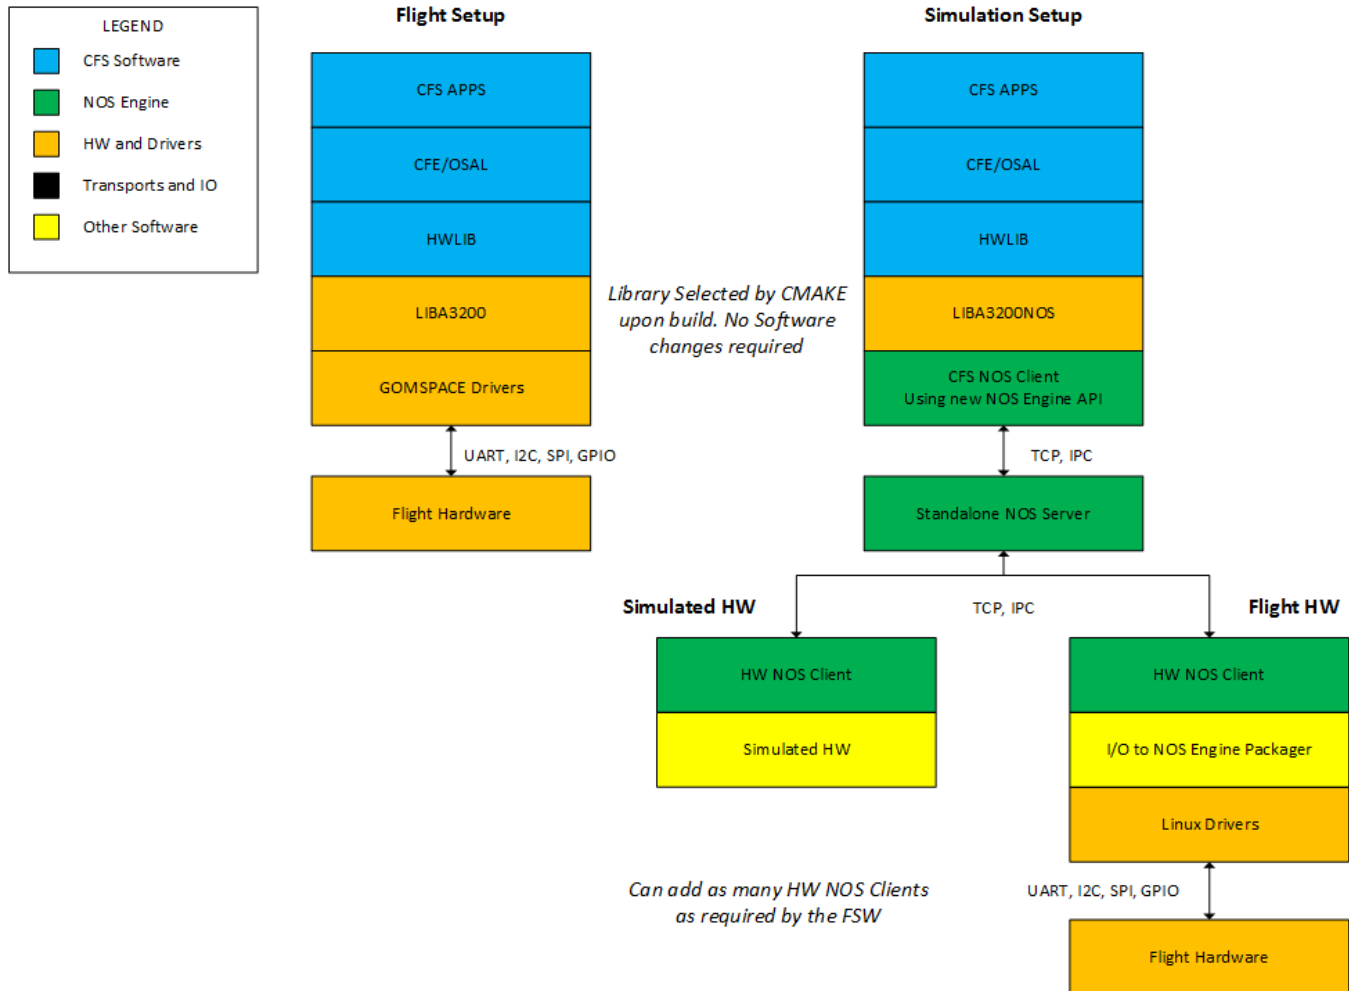 LEGEND
CFS Software
NOS Engine
HW and Drivers
Transports and IO
Other Software
Flight Setup
CFS APPS
CFE/OSAL
HWLIB
LIBA3200
GOMSPACE Drivers
UART, I2C, SPI, GPIO
Flight Hardware
Library Selected by CMAKE
upon build. No Software
changes required
Simulation Setup
CFS APPS
CFE/OSAL
HWLIB
LIBA3200NOS
CFS NOS Client
Using new NOS Engine API
TCP, IPC
Standalone NOS Server
TCP, IPC
Simulated HW
HW NOS Client
Simulated HW
Flight HW
HW NOS Client
I/O to NOS Engine Packager
Linux Drivers
UART, I2C, SPI, GPIO
Flight Hardware
Can add as many HW NOS Clients
as required by the FSW